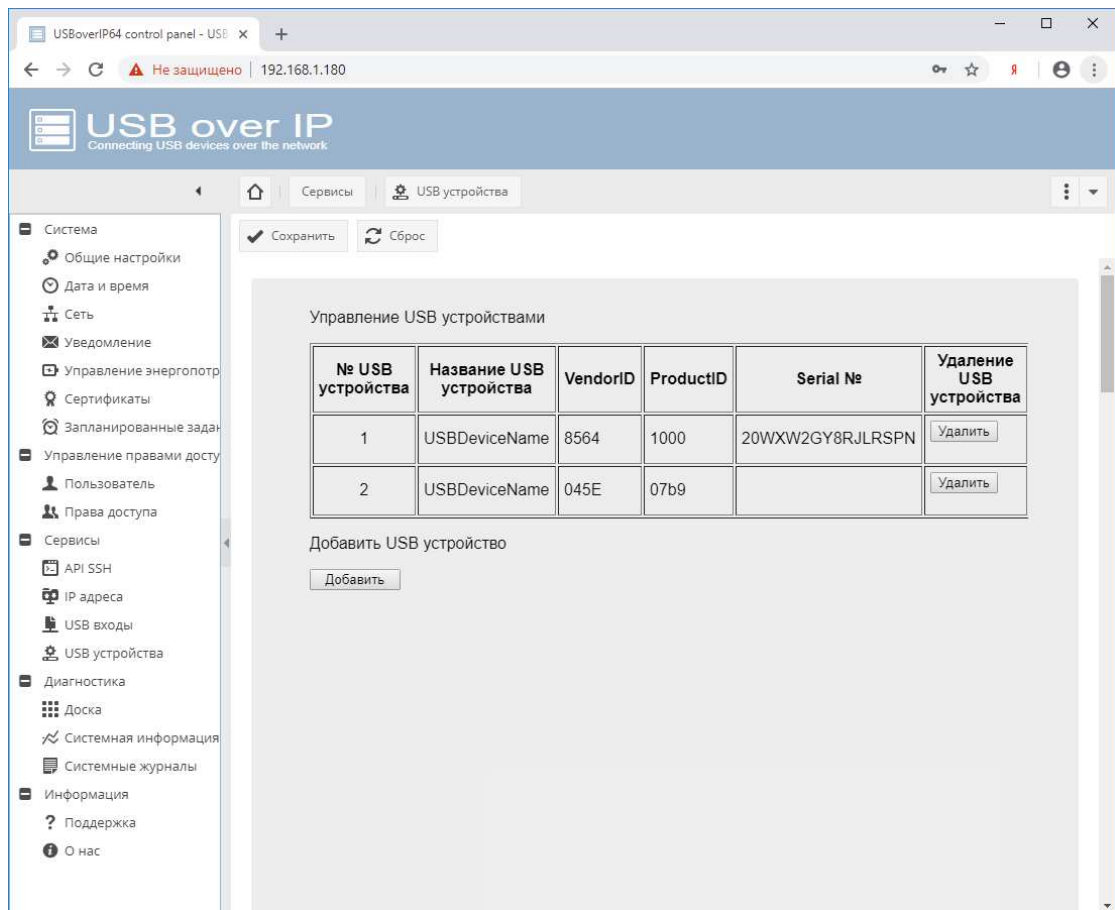 USBoverIP64 control panel - USB
Не защищено 192.168.1.180
USB over IP
Connecting USB devices over the network
Сервисы USB устройства
Сохранить Сброс
Система
Общие настройки
Дата и время
Сеть
Уведомление
Управление энергопотр
Сертификаты
Запланированные задан
Управление правами досту
Пользователь
Права доступа
Сервисы
API SSH
IP адреса
USB входы
USB устройства
Диагностика
Доска
Системная информация
Системные журналы
Информация
Поддержка
О нас
Управление USB устройствами
№ USB устройства Название USB устройства VendorID ProductID Serial № Удаление USB устройства
1 USBDeviceName 8564 1000 20WXW2GY8RJLRSPN Удалить
2 USBDeviceName 045E 07b9 Удалить
Добавить USB устройство
Добавить